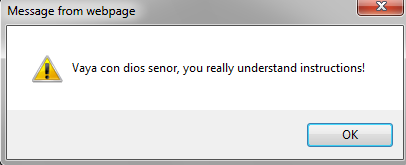 Message from webpage
Vaya con dios senor, you really understand instructions!
OK